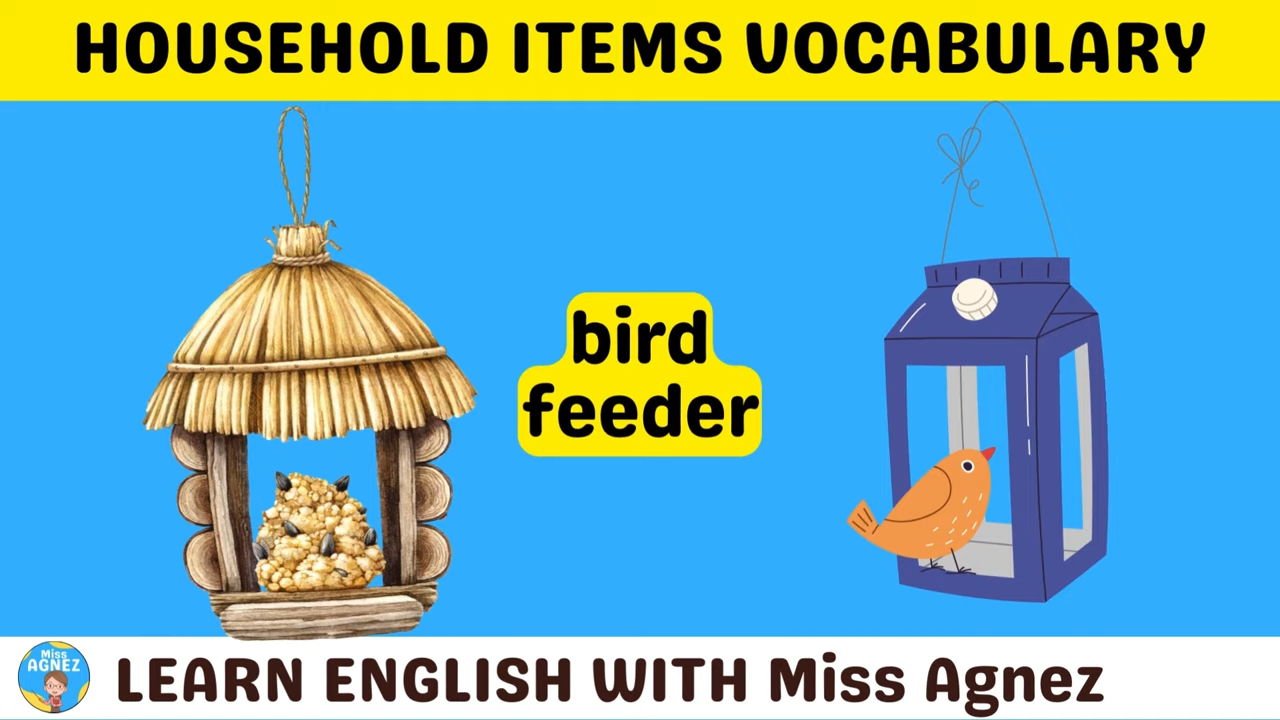 HOUSEHOLD ITEMS VOCABULARY
bird
feeder
Miss
AGNEZ
LEARN ENGLISH WITH Miss Agnez